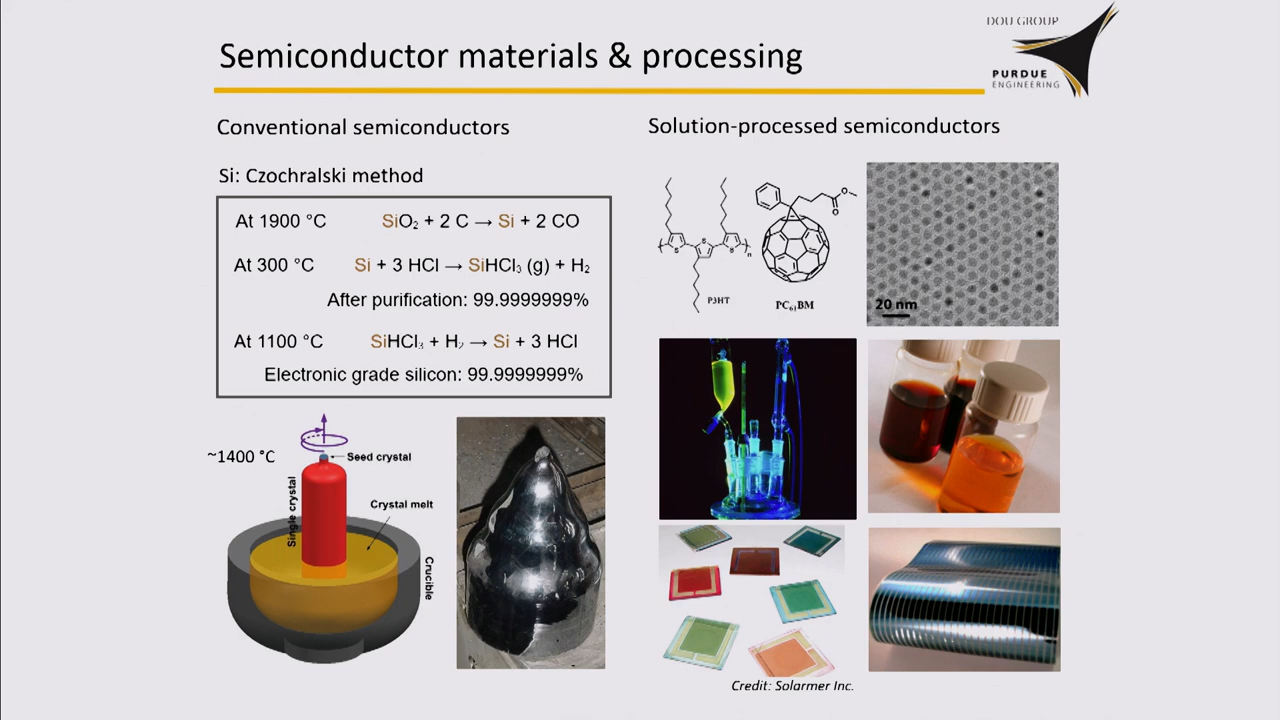 DOU GROUP
Semiconductor materials & processing
PURDUE
ENGINEERING
Conventional semiconductors
Si: Czochralski method
At 1900 °C SiO₂ + 2 C → Si + 2 CO
At 300 °C Si + 3 HCl → SiHCl₃ (g) + H₂
After purification: 99.9999999%
At 1100 °C SiHCl₃ + H₂ → Si + 3 HCl
Electronic grade silicon: 99.9999999%
~1400 °C
Seed crystal
Single crystal
Crystal melt
Crucible
Solution-processed semiconductors
S
S
S
n
P3HT
O
O
PC₆₁BM
20 nm
Credit: Solarmer Inc.